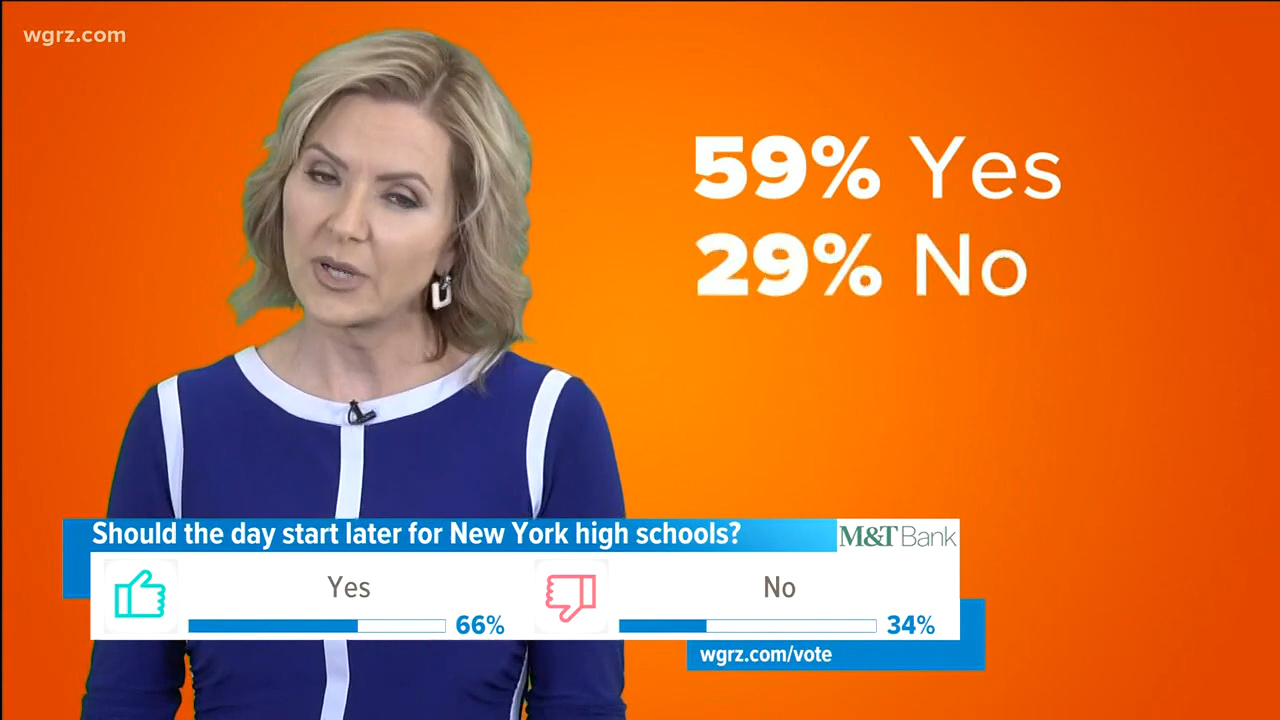 wgrz.com
59% Yes
29% No
Should the day start later for New York high schools?
M&T Bank
Yes
66%
No
34%
wgrz.com/vote